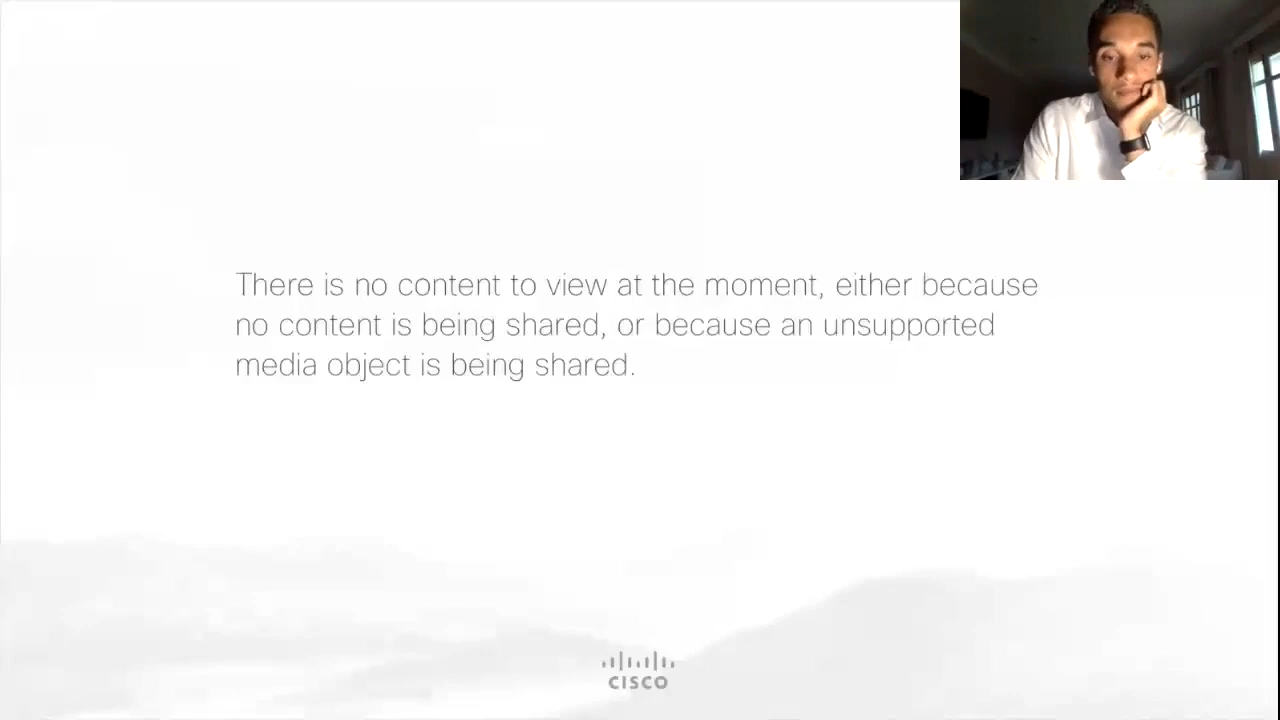 There is no content to view at the moment, either because
no content is being shared, or because an unsupported
media object is being shared.
CISCO